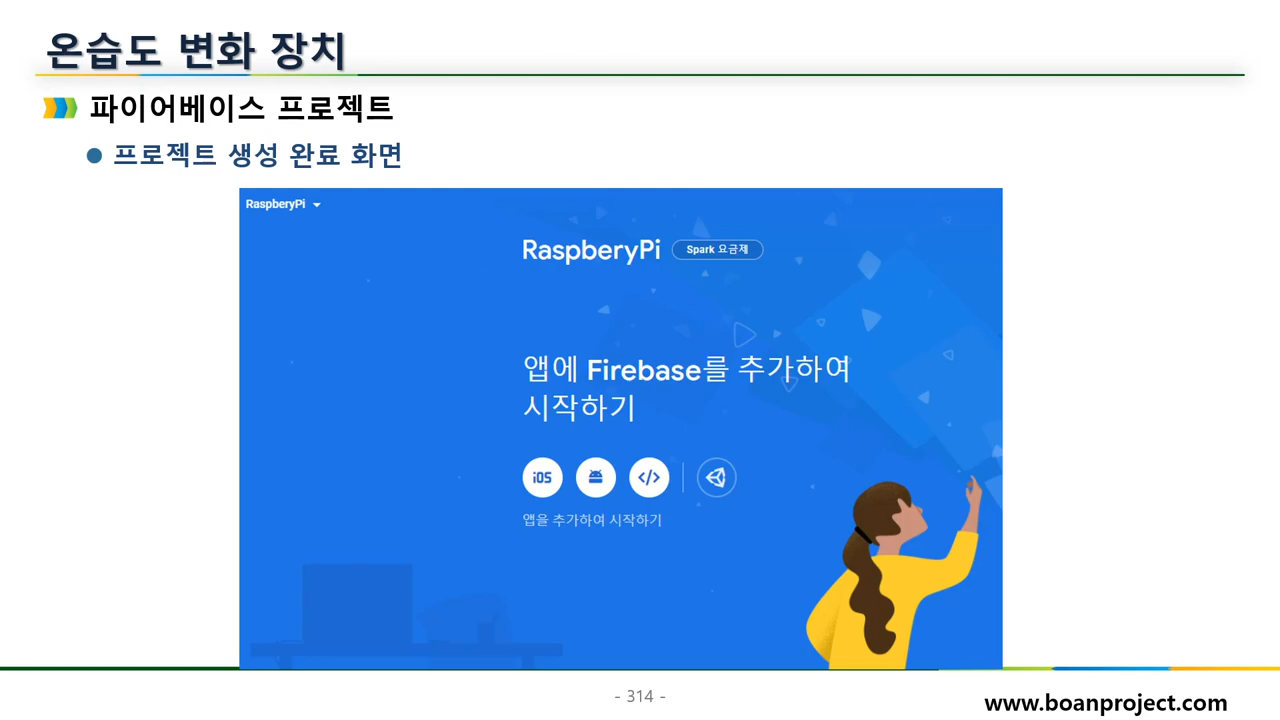 온습도 변화 장치
파이어베이스 프로젝트
프로젝트 생성 완료 화면
RaspberyPi
RaspberyPi Spark 요금제
앱에 Firebase를 추가하여
시작하기
iOS </>
앱을 추가하여 시작하기
- 314 -
www.boanproject.com